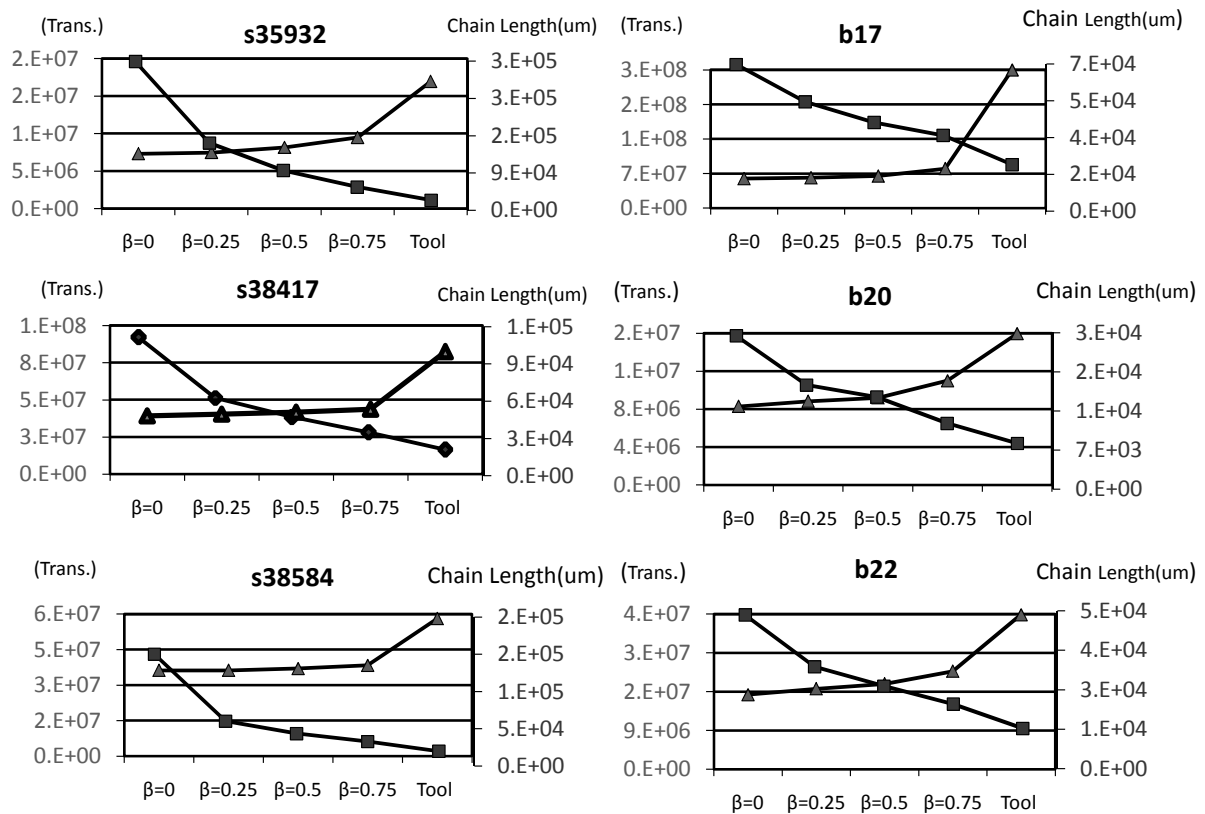 (Trans.) s35932 Chain Length(um)
2.E+07 3.E+05
2.E+07 3.E+05
1.E+07 2.E+05
5.E+06 9.E+04
0.E+00 0.E+00
β=0 β=0.25 β=0.5 β=0.75 Tool
(Trans.) b17 Chain Length(um)
3.E+08 7.E+04
2.E+08 5.E+04
1.E+08 4.E+04
7.E+07 2.E+04
0.E+00 0.E+00
β=0 β=0.25 β=0.5 β=0.75 Tool
(Trans.) s38417 Chain Length(um)
1.E+08 1.E+05
8.E+07 9.E+04
5.E+07 6.E+04
3.E+07 3.E+04
0.E+00 0.E+00
β=0 β=0.25 β=0.5 β=0.75 Tool
(Trans.) b20 Chain Length(um)
2.E+07 3.E+04
1.E+07 2.E+04
8.E+06 1.E+04
4.E+06 7.E+03
0.E+00 0.E+00
β=0 β=0.25 β=0.5 β=0.75 Tool
(Trans.) s38584 Chain Length(um)
6.E+07 2.E+05
5.E+07 2.E+05
3.E+07 1.E+05
2.E+07 5.E+04
0.E+00 0.E+00
β=0 β=0.25 β=0.5 β=0.75 Tool
(Trans.) b22 Chain Length(um)
4.E+07 5.E+04
3.E+07 4.E+04
2.E+07 3.E+04
9.E+06 1.E+04
0.E+00 0.E+00
β=0 β=0.25 β=0.5 β=0.75 Tool